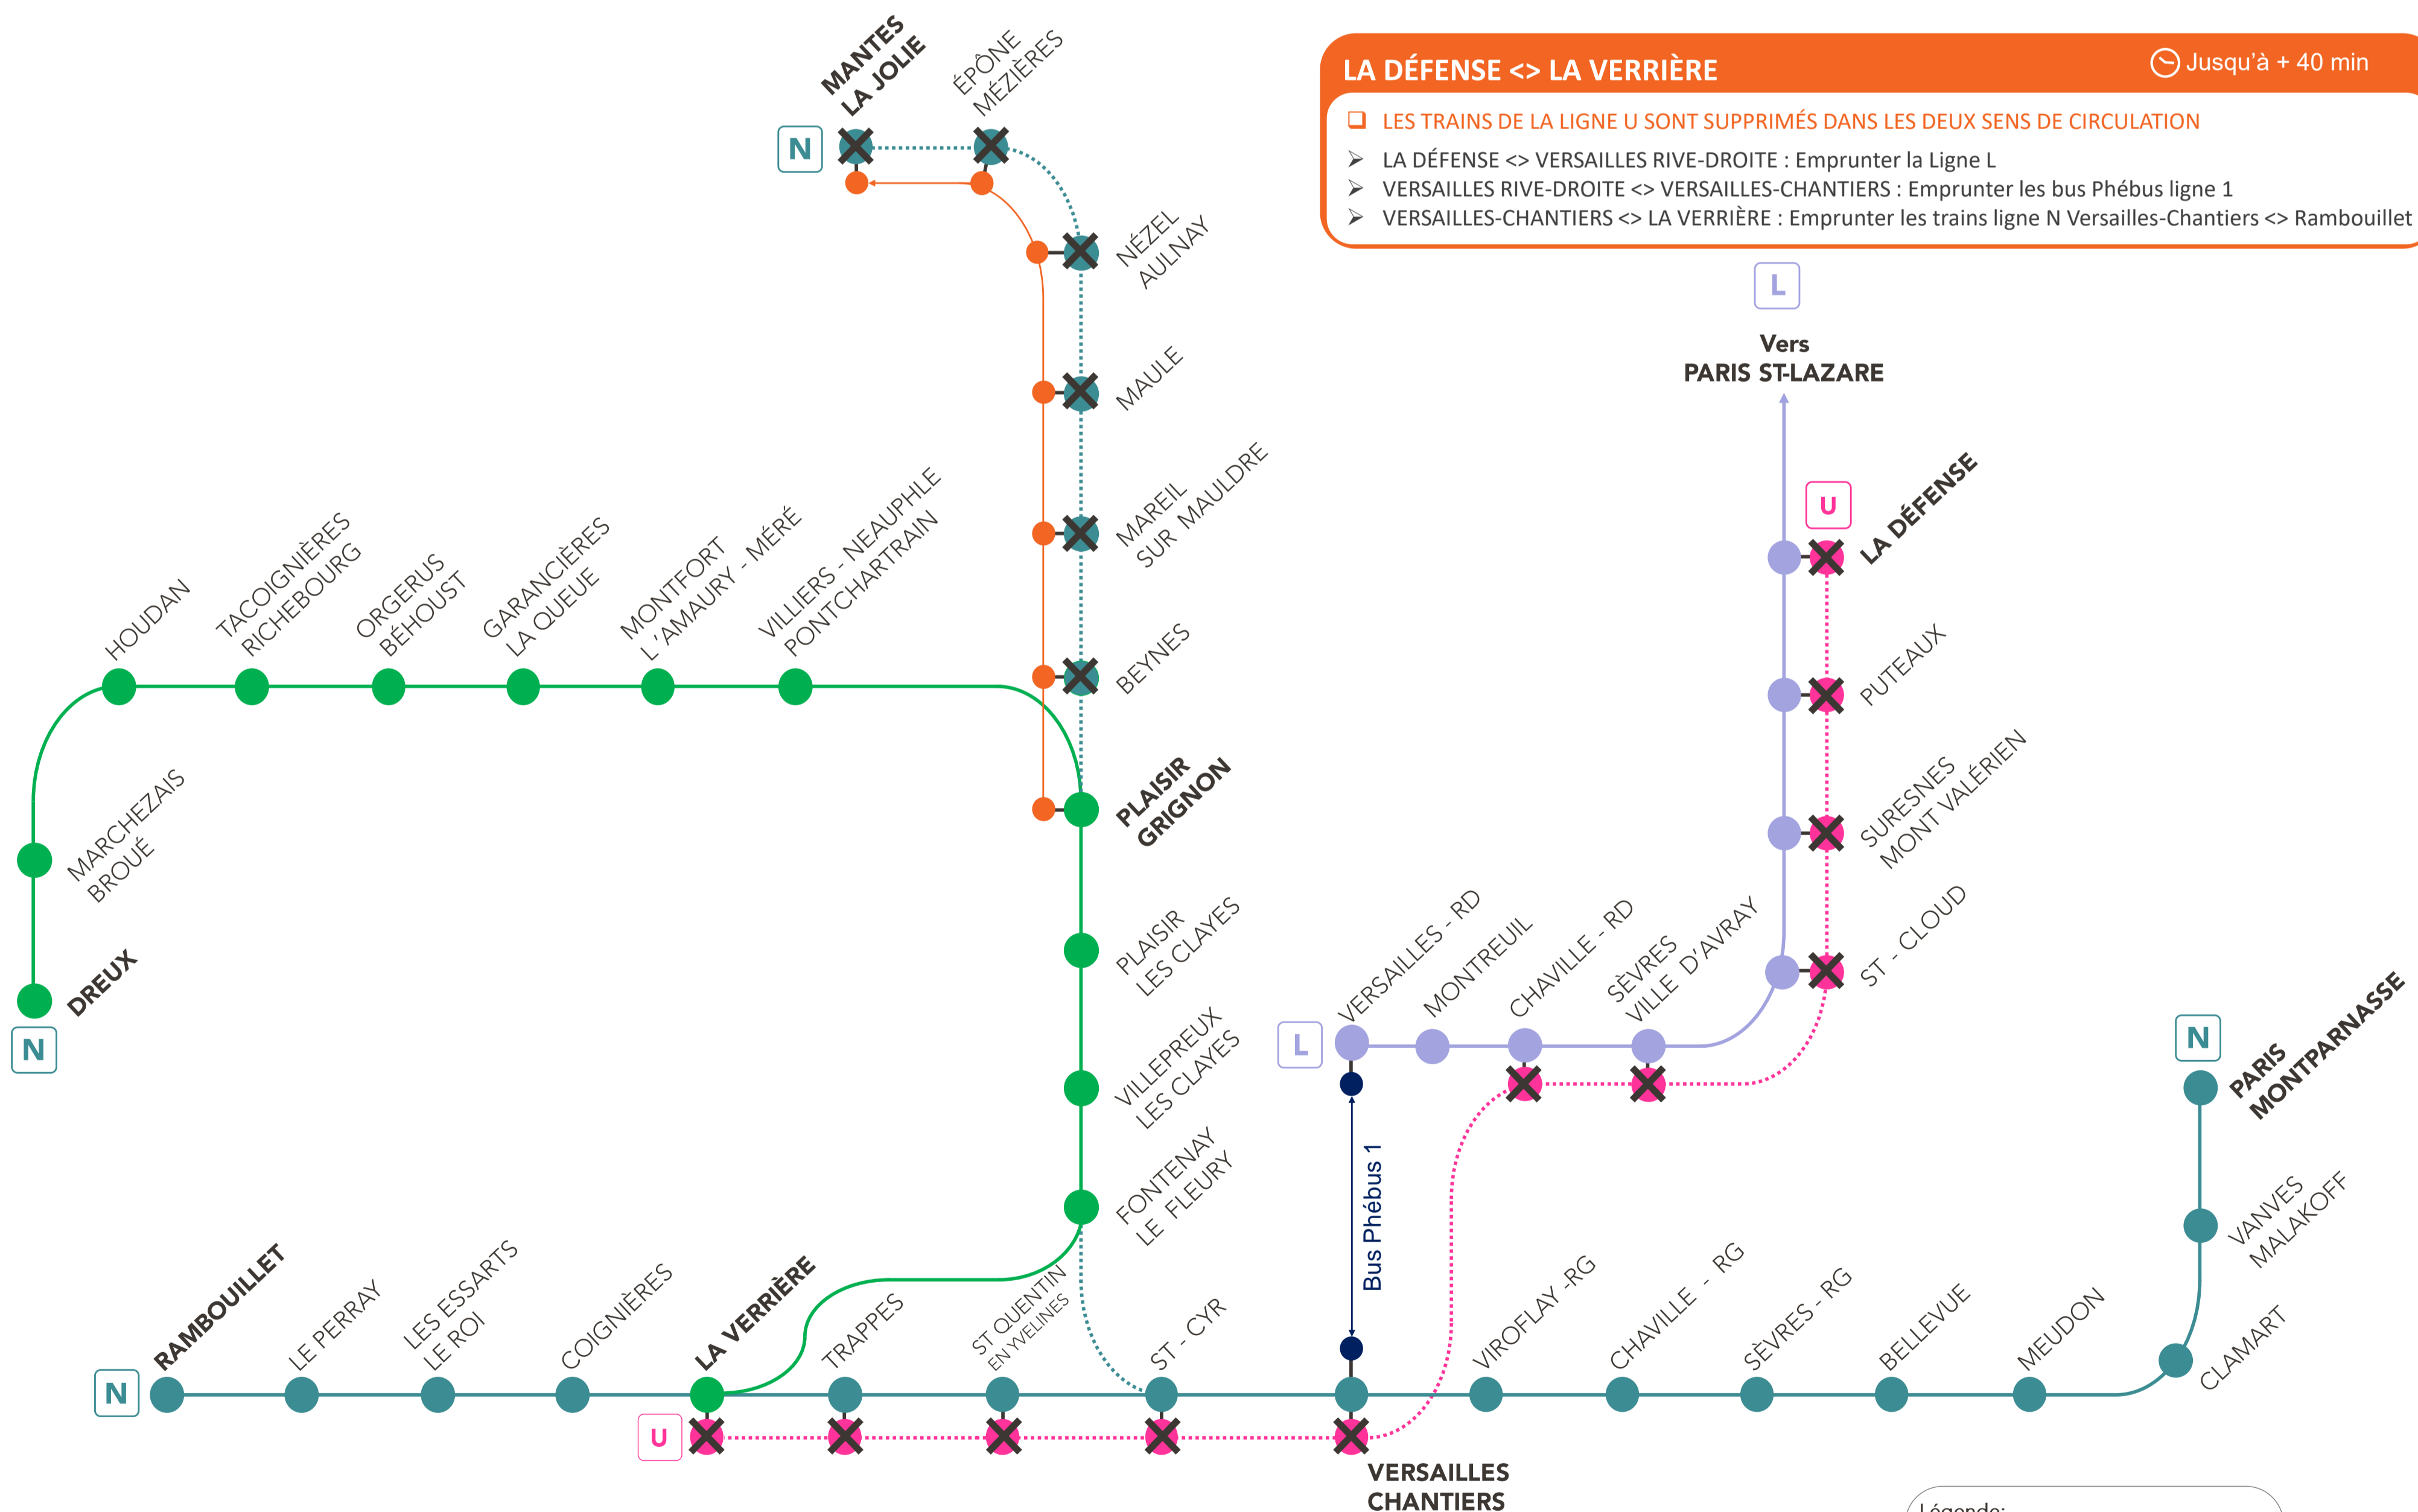 MANTES
LA JOLIE
ÉPÔNE
MÉZIÈRES
N
LA DÉFENSE <> LA VERRIÈRE
Jusqu'à + 40 min
LES TRAINS DE LA LIGNE U SONT SUPPRIMÉS DANS LES DEUX SENS DE CIRCULATION
LA DÉFENSE <> VERSAILLES RIVE-DROITE : Emprunter la Ligne L
VERSAILLES RIVE-DROITE <> VERSAILLES-CHANTIERS : Emprunter les bus Phébus ligne 1
VERSAILLES-CHANTIERS <> LA VERRIÈRE : Emprunter les trains ligne N Versailles-Chantiers <> Rambouillet
NÉZEL
AULNAY
MAULE
MAREIL
SUR MAULDRE
BEYNES
L
Vers
PARIS ST-LAZARE
U
LA DÉFENSE
PUTEAUX
SURESNES
MONT VALÉRIEN
ST - CLOUD
HOUDAN
TACOIGNIÈRES
RICHEBOURG
ORGERUS
BÉHOUST
GARANCIÈRES
LA QUEUE
MONTFORT
L 'AMAURY - MÉRÉ
VILLIERS - NEAUPHLE
PONTCHARTRAIN
MARCHEZAIS
BROUÉ
DREUX
N
PLAISIR
GRIGNON
PLAISIR
LES CLAYES
VILLEPREUX
LES CLAYES
FONTENAY
LE FLEURY
L
VERSAILLES - RD
MONTREUIL
CHAVILLE - RD
SÈVRES
VILLE D'AVRAY
Bus Phébus 1
N
PARIS
MONTPARNASSE
VANVES
MALAKOFF
CLAMART
N
RAMBOUILLET
LE PERRAY
LES ESSARTS
LE ROI
COIGNIÈRES
LA VERRIÈRE
TRAPPES
ST QUENTIN
EN YVELINES
ST - CYR
VIROFLAY -RG
CHAVILLE - RG
SÈVRES - RG
BELLEVUE
MEUDON
U
VERSAILLES
CHANTIERS
Légende: